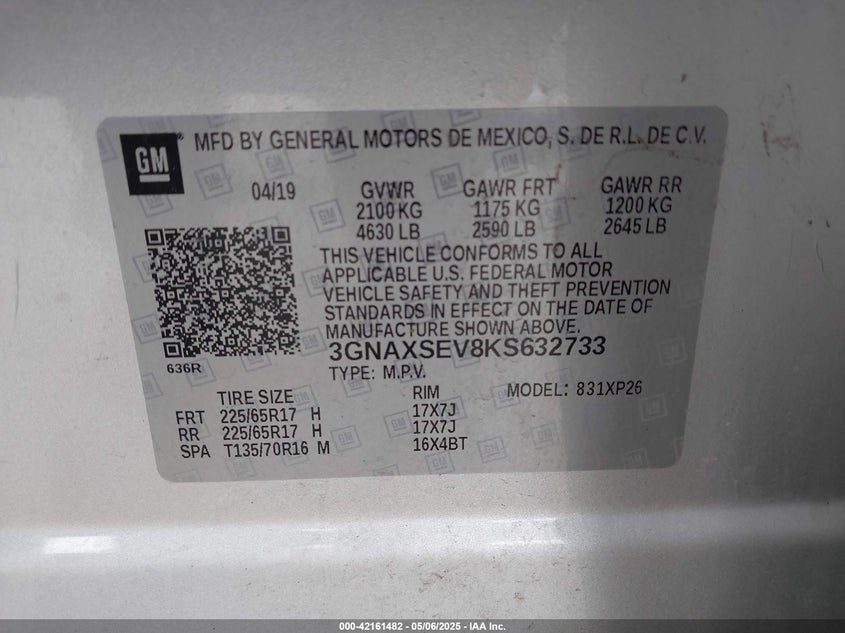 GM
MFD BY GENERAL MOTORS DE MEXICO, S. DE R.L. DE C.V.
04/19 GVWR GAWR FRT GAWR RR
2100 KG 1175 KG 1200 KG
4630 LB 2590 LB 2645 LB
THIS VEHICLE CONFORMS TO ALL
APPLICABLE U.S. FEDERAL MOTOR
VEHICLE SAFETY AND THEFT PREVENTION
STANDARDS IN EFFECT ON THE DATE OF
MANUFACTURE SHOWN ABOVE.
636R
3GNAXSEV8KS632733
TYPE: M.P.V.
TIRE SIZE RIM MODEL: 831XP26
FRT 225/65R17 H 17X7J
RR 225/65R17 H 17X7J
SPA T135/70R16 M 16X4BT
000-42161482 - 05/06/2025 - IAA Inc.